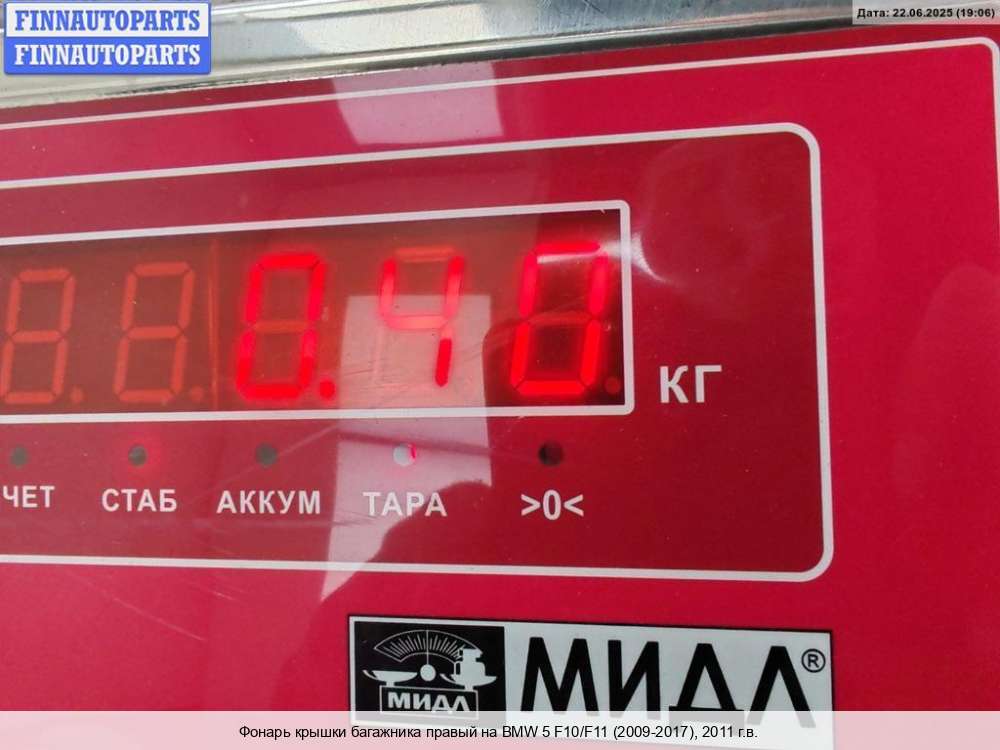 FINNAUTOPARTS
FINNAUTOPARTS
Дата: 22.06.2025 (19:06)
0.40
КГ
ЧЕТ СТАБ АККУМ ТАРА >0<
МИДЛ
МИДЛ®
Фонарь крышки багажника правый на BMW 5 F10/F11 (2009-2017), 2011 г.в.